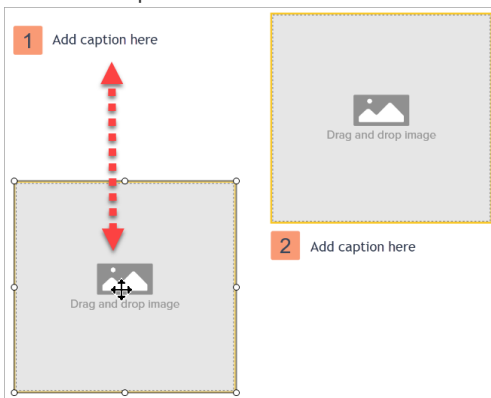 1 Add caption here
Drag and drop image
Drag and drop image
2 Add caption here